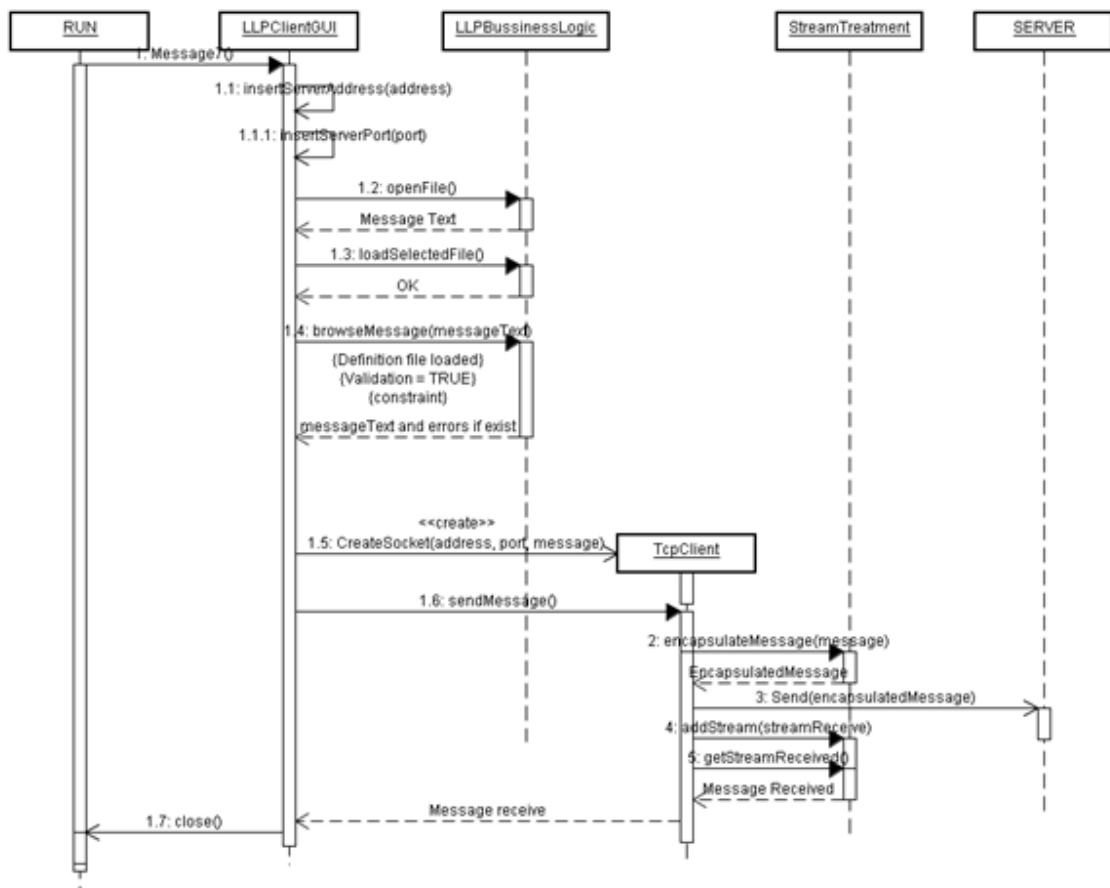 RUN
LLPClientGUI
LLPBussinessLogic
StreamTreatment
SERVER
1: Message7()
1.1: insertServerAddress(address)
1.1.1: insertServerPort(port)
1.2: openFile()
Message Text
1.3: loadSelectedFile()
OK
1.4: browseMessage(messageText)
{Definition file loaded}
{Validation = TRUE}
{constraint)
messageText and errors if exist
<<create>>
1.5: CreateSocket(address, port, message)
TcpClient
1.6: sendMessage()
2: encapsulateMessage(message)
EncapsulatedMessage
3: Send(encapsulatedMessage)
4: addStream(streamReceive)
5: getStreamReceived()
Message Received
Message receive
1.7: close()